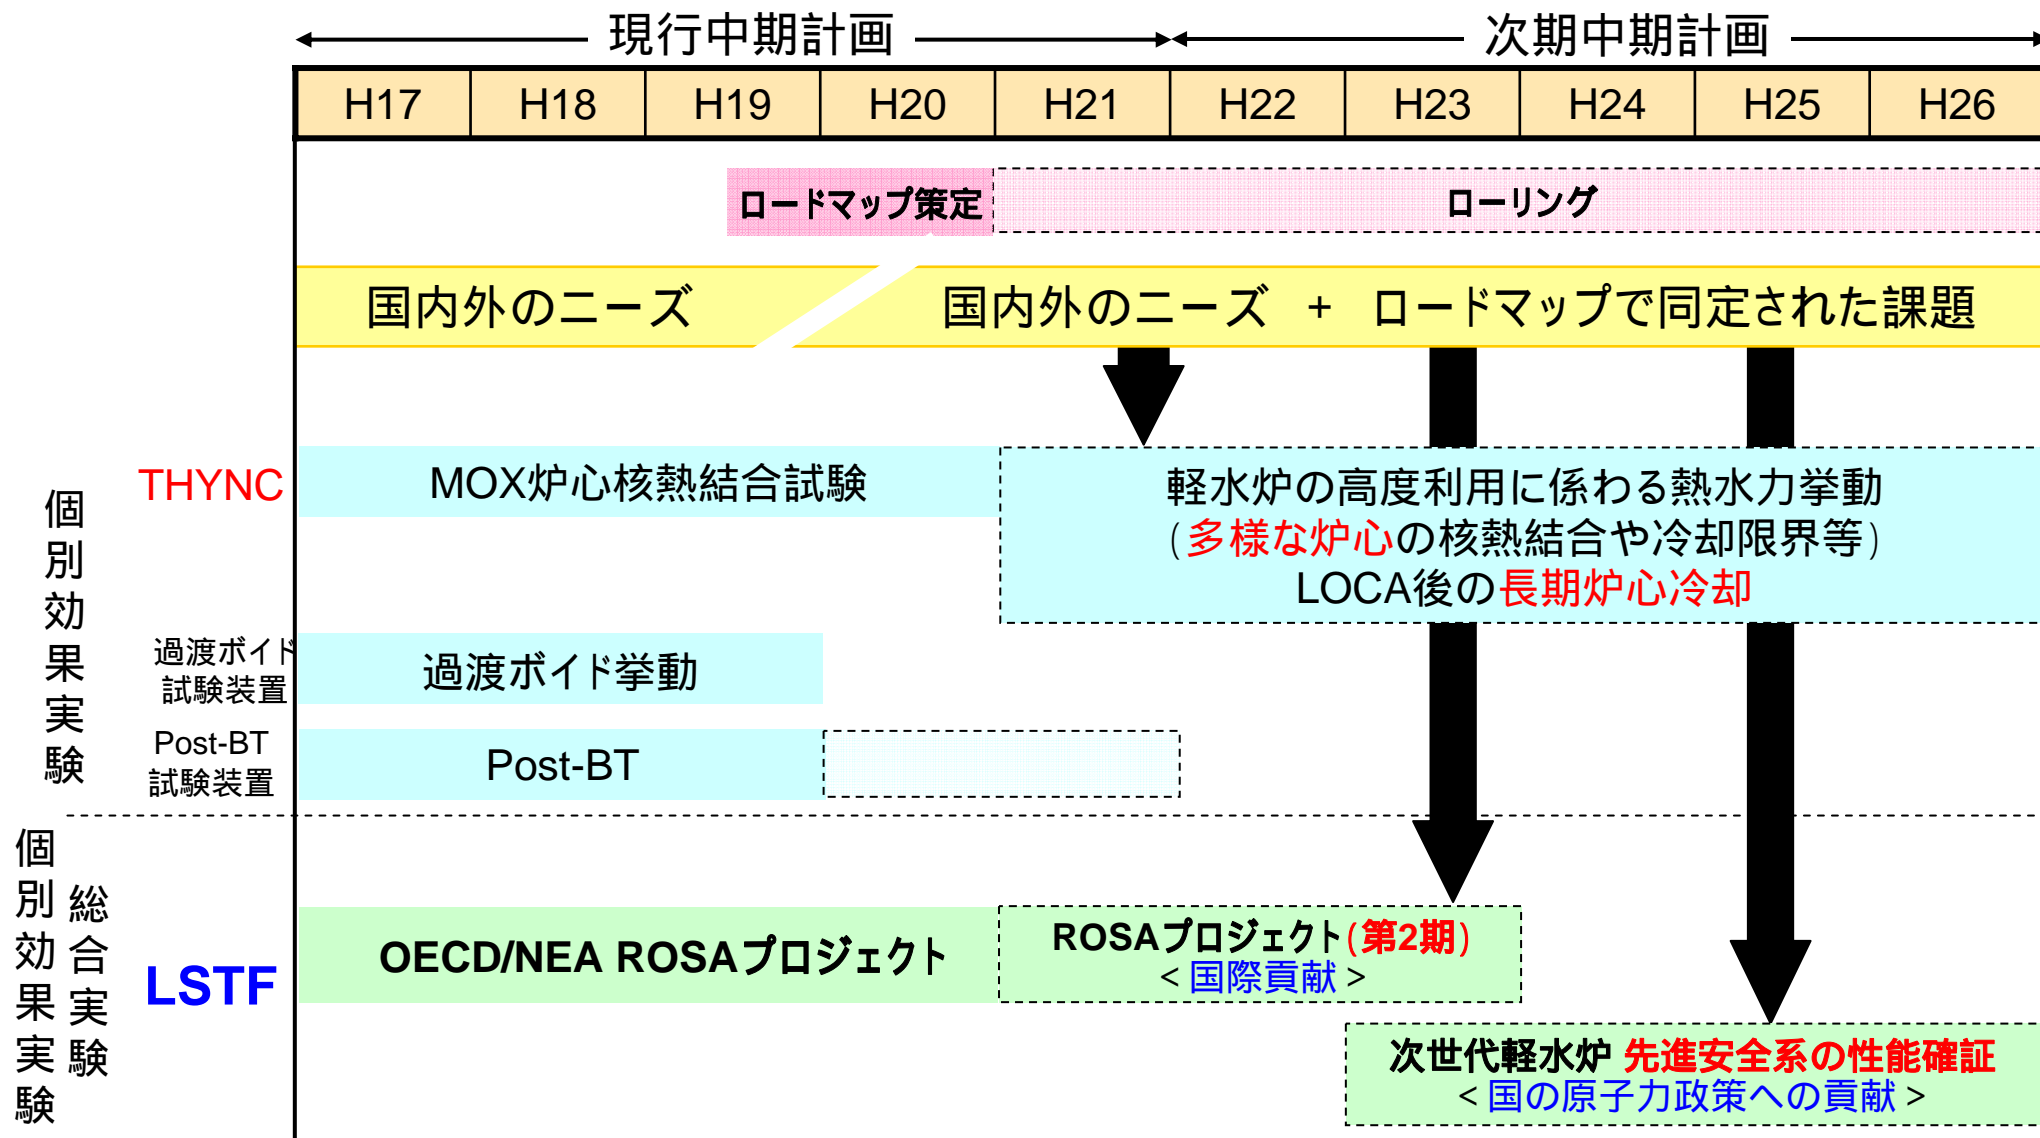 現行中期計画
次期中期計画
H17 H18 H19 H20 H21 H22 H23 H24 H25 H26
ロードマップ策定
ローリング
国内外のニーズ
国内外のニーズ + ロードマップで同定された課題
個別効果実験
THYNC
MOX炉心核熱結合試験
軽水炉の高度利用に係わる熱水力挙動
(多様な炉心の核熱結合や冷却限界等)
LOCA後の長期炉心冷却
過渡ボイド
試験装置
過渡ボイド挙動
Post-BT
試験装置
Post-BT
個別効果実験
総合実験
LSTF
OECD/NEA ROSAプロジェクト
ROSAプロジェクト(第2期)
<国際貢献>
次世代軽水炉 先進安全系の性能確証
<国の原子力政策への貢献>